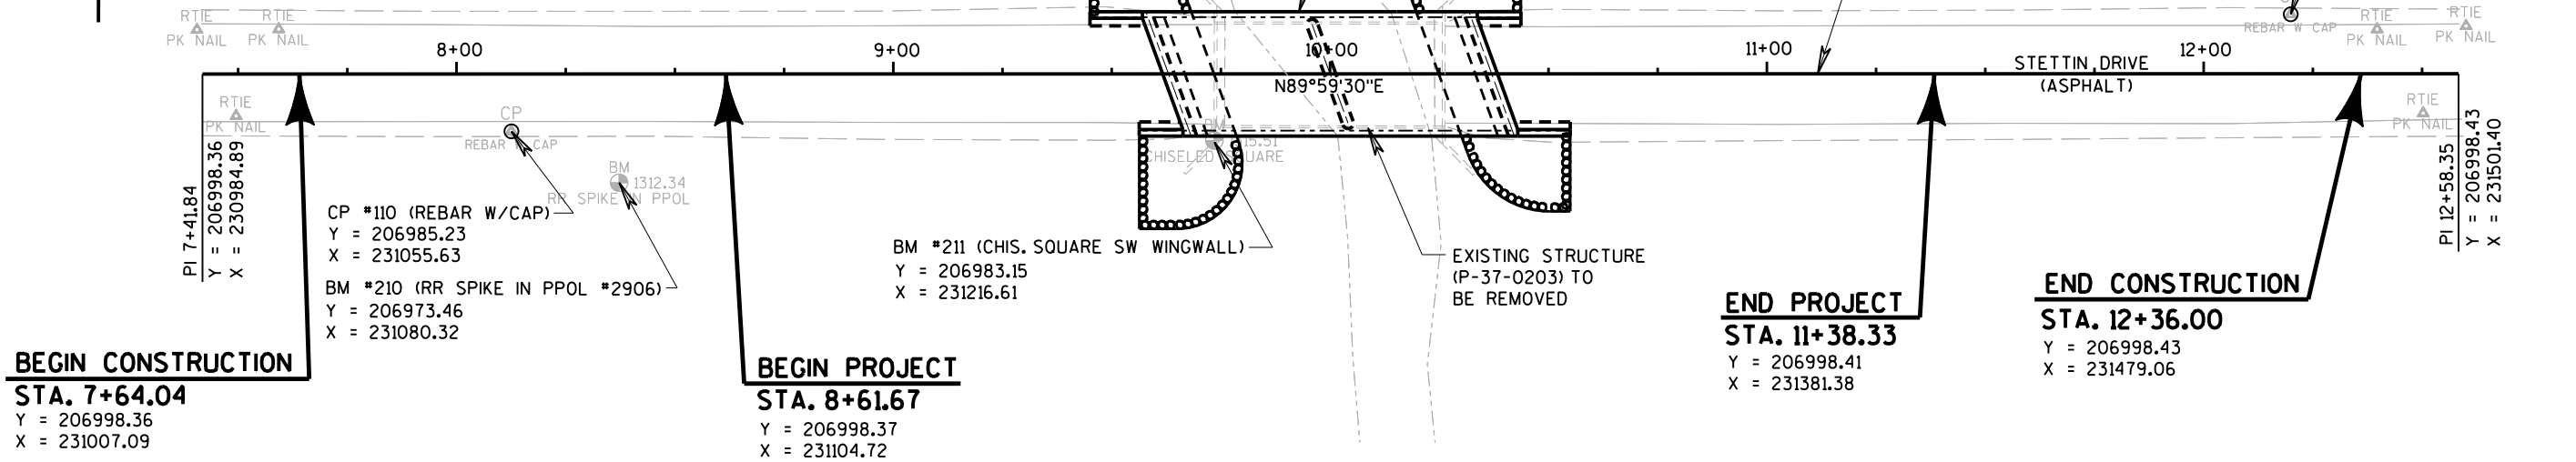 RTIE
PK NAIL
RTIE
PK NAIL
8+00
9+00
10+00
11+00
12+00
REBAR W CAP
RTIE
PK NAIL
RTIE
PK NAIL
STETTIN DRIVE
(ASPHALT)
N89°59'30"E
RTIE
PK NAIL
CP
REBAR W CAP
BM
1312.34
RR SPIKE IN PPOL
BM
15.51
CHISELED SQUARE
RTIE
PK NAIL
PI 7+41.84
Y = 206998.36
X = 230984.89
CP #110 (REBAR W/CAP)
Y = 206985.23
X = 231055.63
BM #210 (RR SPIKE IN PPOL #2906)
Y = 206973.46
X = 231080.32
BM #211 (CHIS. SQUARE SW WINGWALL)
Y = 206983.15
X = 231216.61
EXISTING STRUCTURE
(P-37-0203) TO
BE REMOVED
PI 12+58.35
Y = 206998.43
X = 231501.40
BEGIN CONSTRUCTION
STA. 7+64.04
Y = 206998.36
X = 231007.09
BEGIN PROJECT
STA. 8+61.67
Y = 206998.37
X = 231104.72
END PROJECT
STA. 11+38.33
Y = 206998.41
X = 231381.38
END CONSTRUCTION
STA. 12+36.00
Y = 206998.43
X = 231479.06